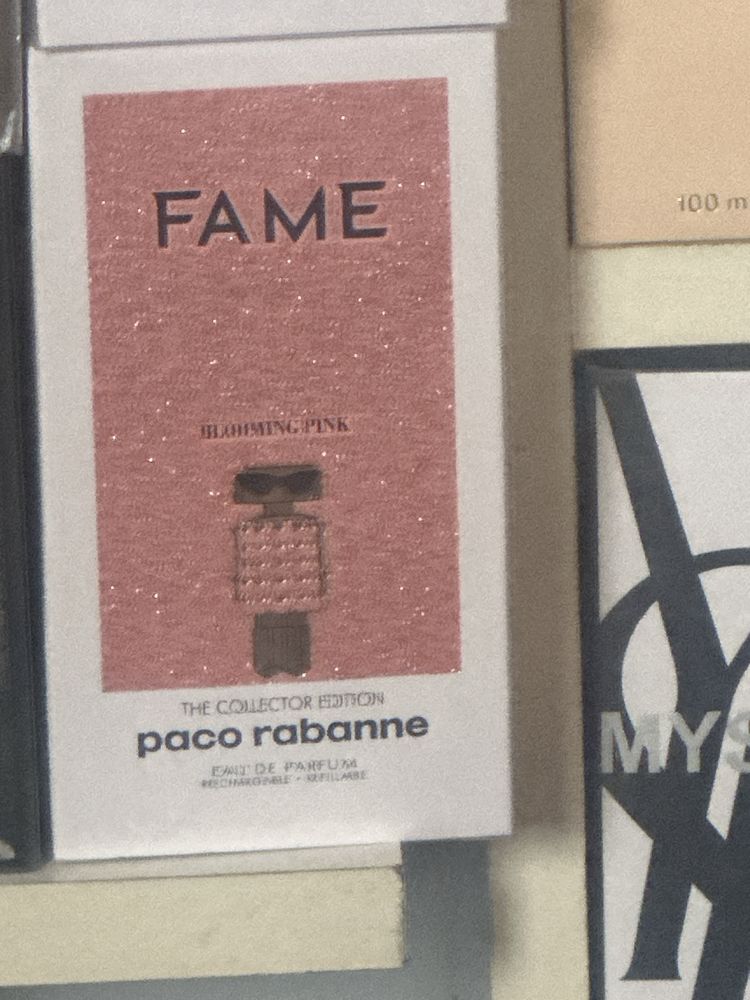 FAME
BLOOMING PINK
THE COLLECTOR EDITION
paco rabanne
EAU DE PARFUM
RECHARGEABLE - REFILLABLE
100 m
MYS